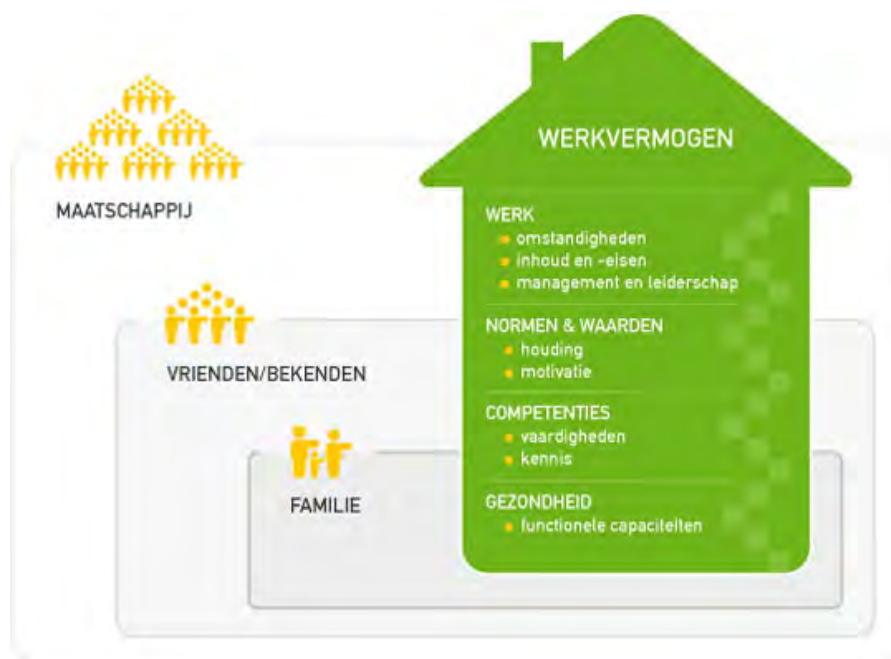 WERKVERMOGEN
MAATSCHAPPIJ
WERK
omstandigheden
inhoud en -eisen
management en leiderschap
NORMEN & WAARDEN
houding
motivatie
VRIENDEN/BEKENDEN
COMPETENTIES
vaardigheden
kennis
FAMILIE
GEZONDHEID
functionele capaciteiten